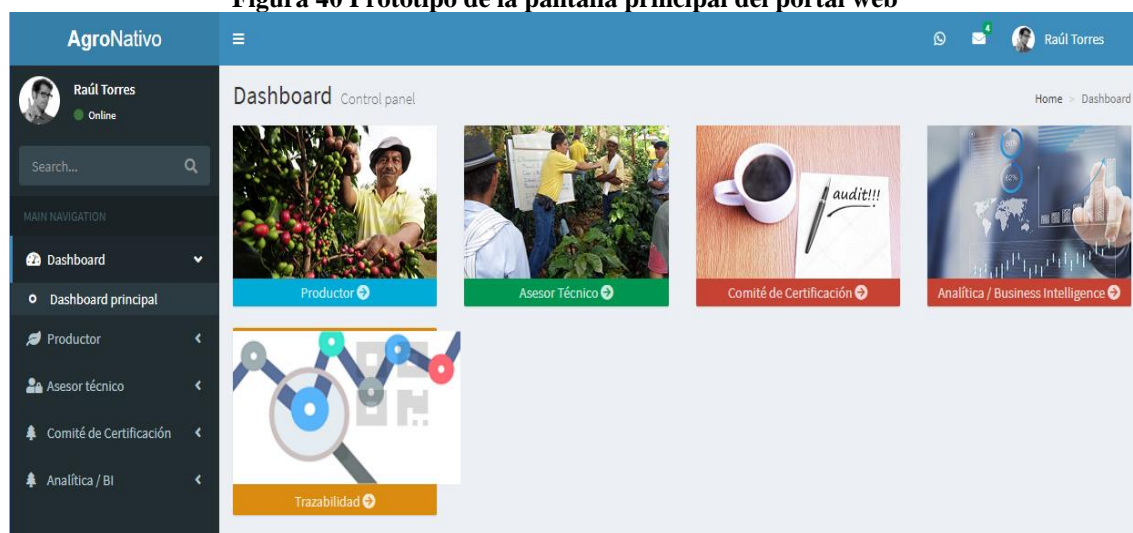 Figura 40 Prototipo de la pantalla principal del portal web
AgroNativo
4
Raúl Torres
Raúl Torres
Online
Search...
MAIN NAVIGATION
Dashboard
Dashboard principal
Productor
Asesor técnico
Comité de Certificación
Analítica / BI
Dashboard Control panel
Home > Dashboard
audit!!!
Productor
Asesor Técnico
Comité de Certificación
Analítica / Business Intelligence
Trazabilidad